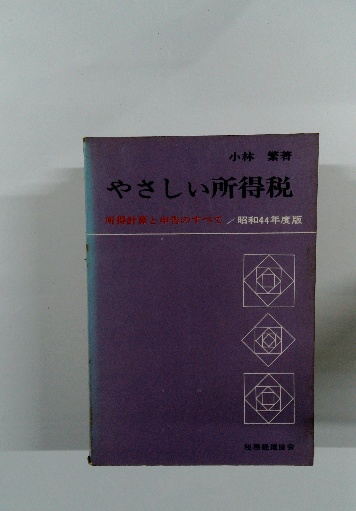 小林 繁著
やさしい所得税
所得計算と申告のすべて／昭和44年度版
税務経理協会